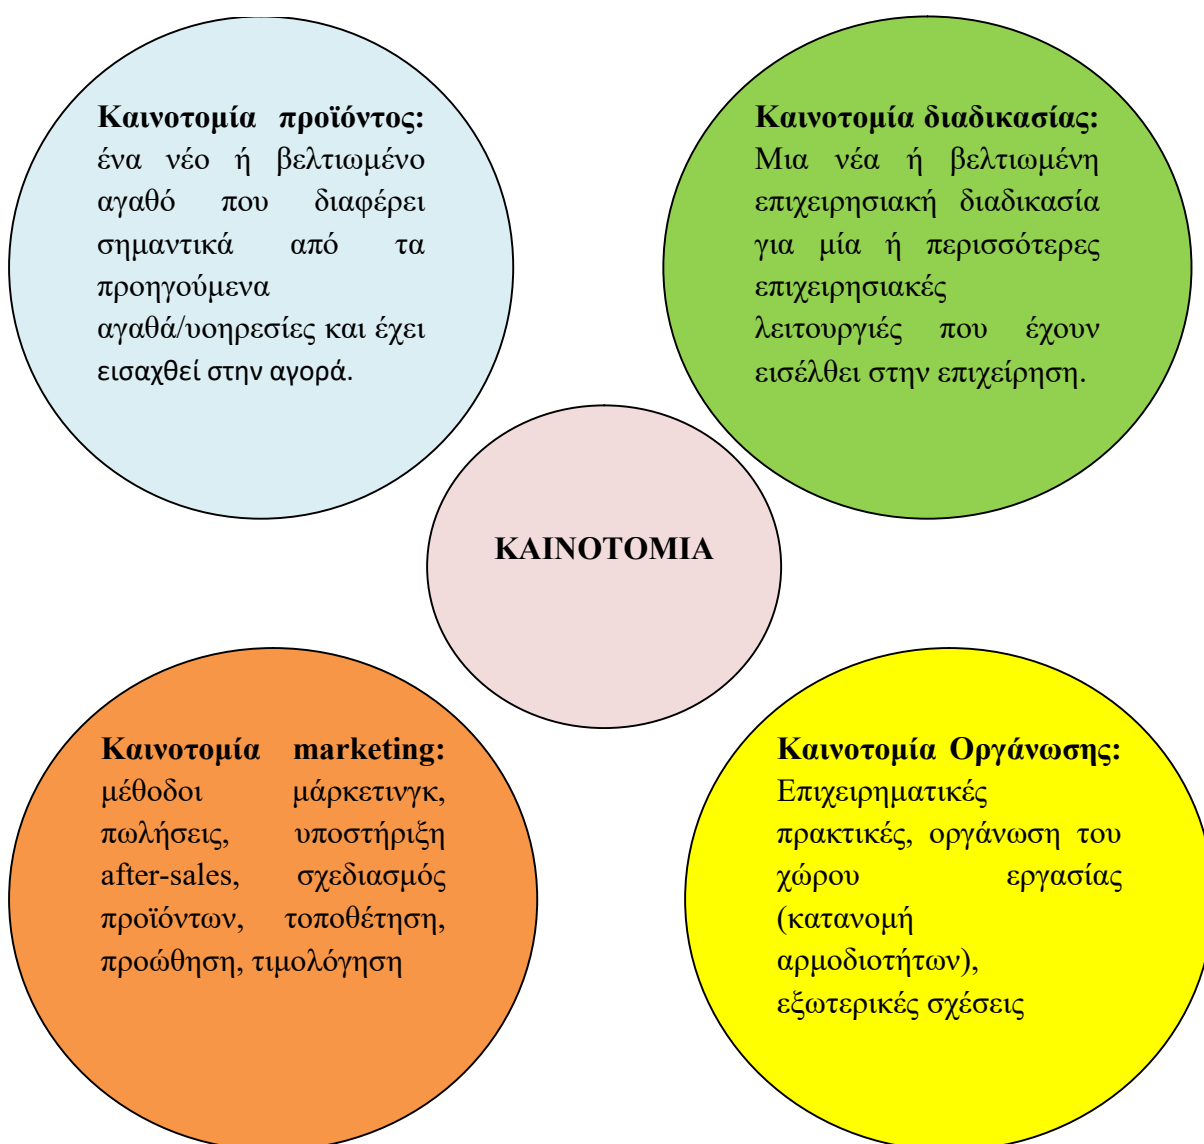 Καινοτομία προϊόντος:
ένα νέο ή βελτιωμένο
αγαθό που διαφέρει
σημαντικά από τα
προηγούμενα
αγαθά/υοηρεσίες και έχει
εισαχθεί στην αγορά.
Καινοτομία διαδικασίας:
Μια νέα ή βελτιωμένη
επιχειρησιακή διαδικασία
για μία ή περισσότερες
επιχειρησιακές
λειτουργιές που έχουν
εισέλθει στην επιχείρηση.
ΚΑΙΝΟΤΟΜΙΑ
Καινοτομία marketing:
μέθοδοι μάρκετινγκ,
πωλήσεις, υποστήριξη
after-sales, σχεδιασμός
προϊόντων, τοποθέτηση,
προώθηση, τιμολόγηση
Καινοτομία Οργάνωσης:
Επιχειρηματικές
πρακτικές, οργάνωση του
χώρου εργασίας
(κατανομή
αρμοδιοτήτων),
εξωτερικές σχέσεις